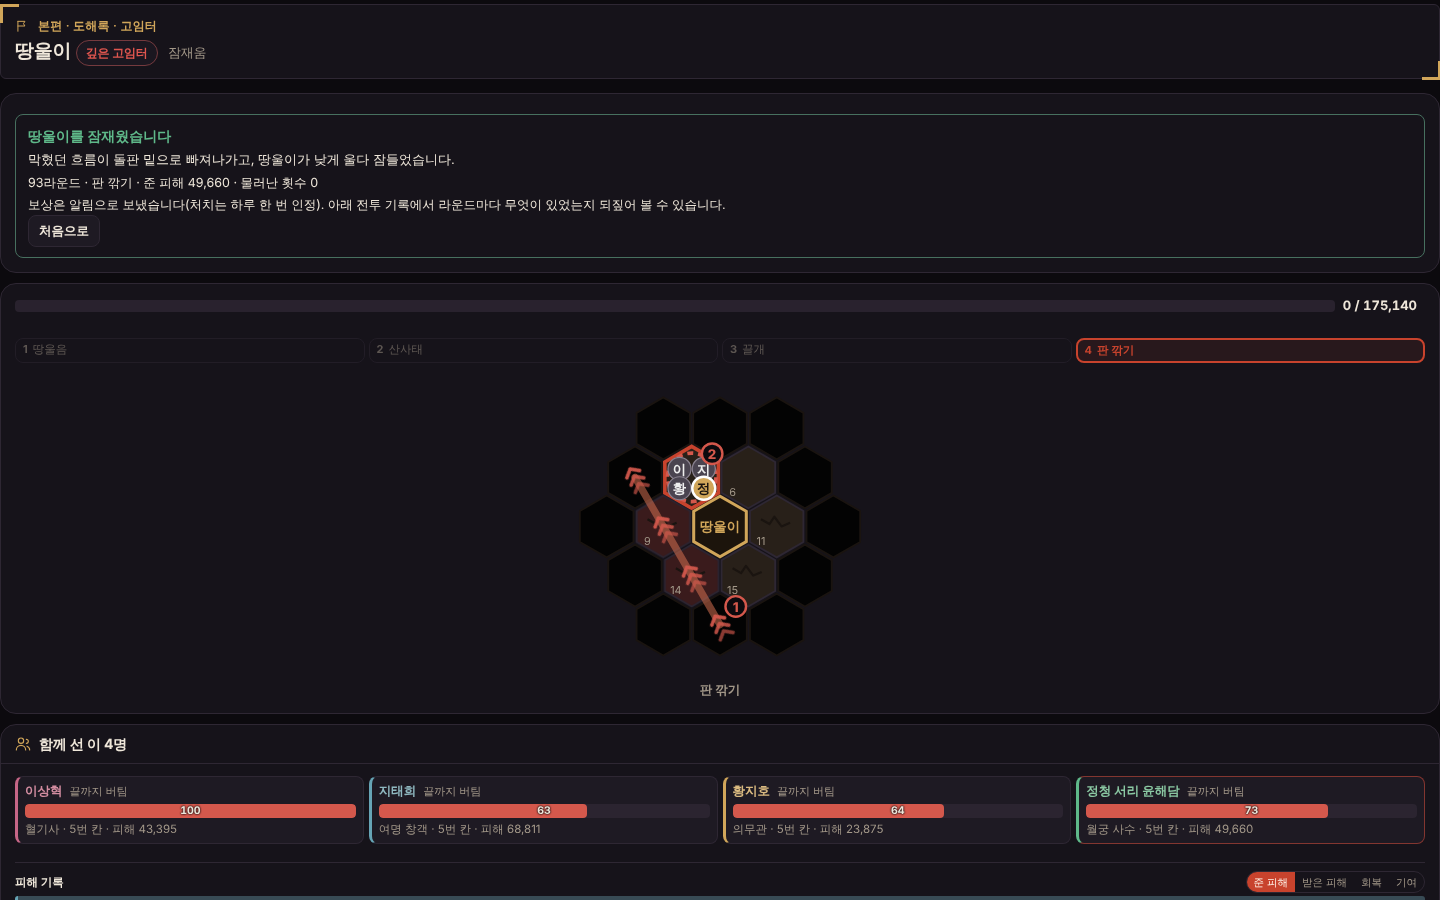 본편 · 도해록 · 고임터
땅울이 깊은 고임터 잠재움
땅울이를 잠재웠습니다
막혔던 흐름이 돌판 밑으로 빠져나가고, 땅울이가 낮게 울다 잠들었습니다.
93라운드 · 판 깎기 · 준 피해 49,660 · 물러난 횟수 0
보상은 알림으로 보냈습니다(처치는 하루 한 번 인정). 아래 전투 기록에서 라운드마다 무엇이 있었는지 되짚어 볼 수 있습니다.
처음으로
0 / 175,140
1 땅울음
2 산사태
3 끌개
4 판 깎기
2
이 지
황 정
6
땅울이
9
11
14
15
1
판 깎기
함께 선 이 4명
이상혁 끝까지 버팀
100
혈기사 · 5번 칸 · 피해 43,395
지태희 끝까지 버팀
63
여명 창객 · 5번 칸 · 피해 68,811
황지호 끝까지 버팀
64
의무관 · 5번 칸 · 피해 23,875
정청 서리 윤해담 끝까지 버팀
73
월궁 사수 · 5번 칸 · 피해 49,660
피해 기록
준 피해 받은 피해 회복 기여